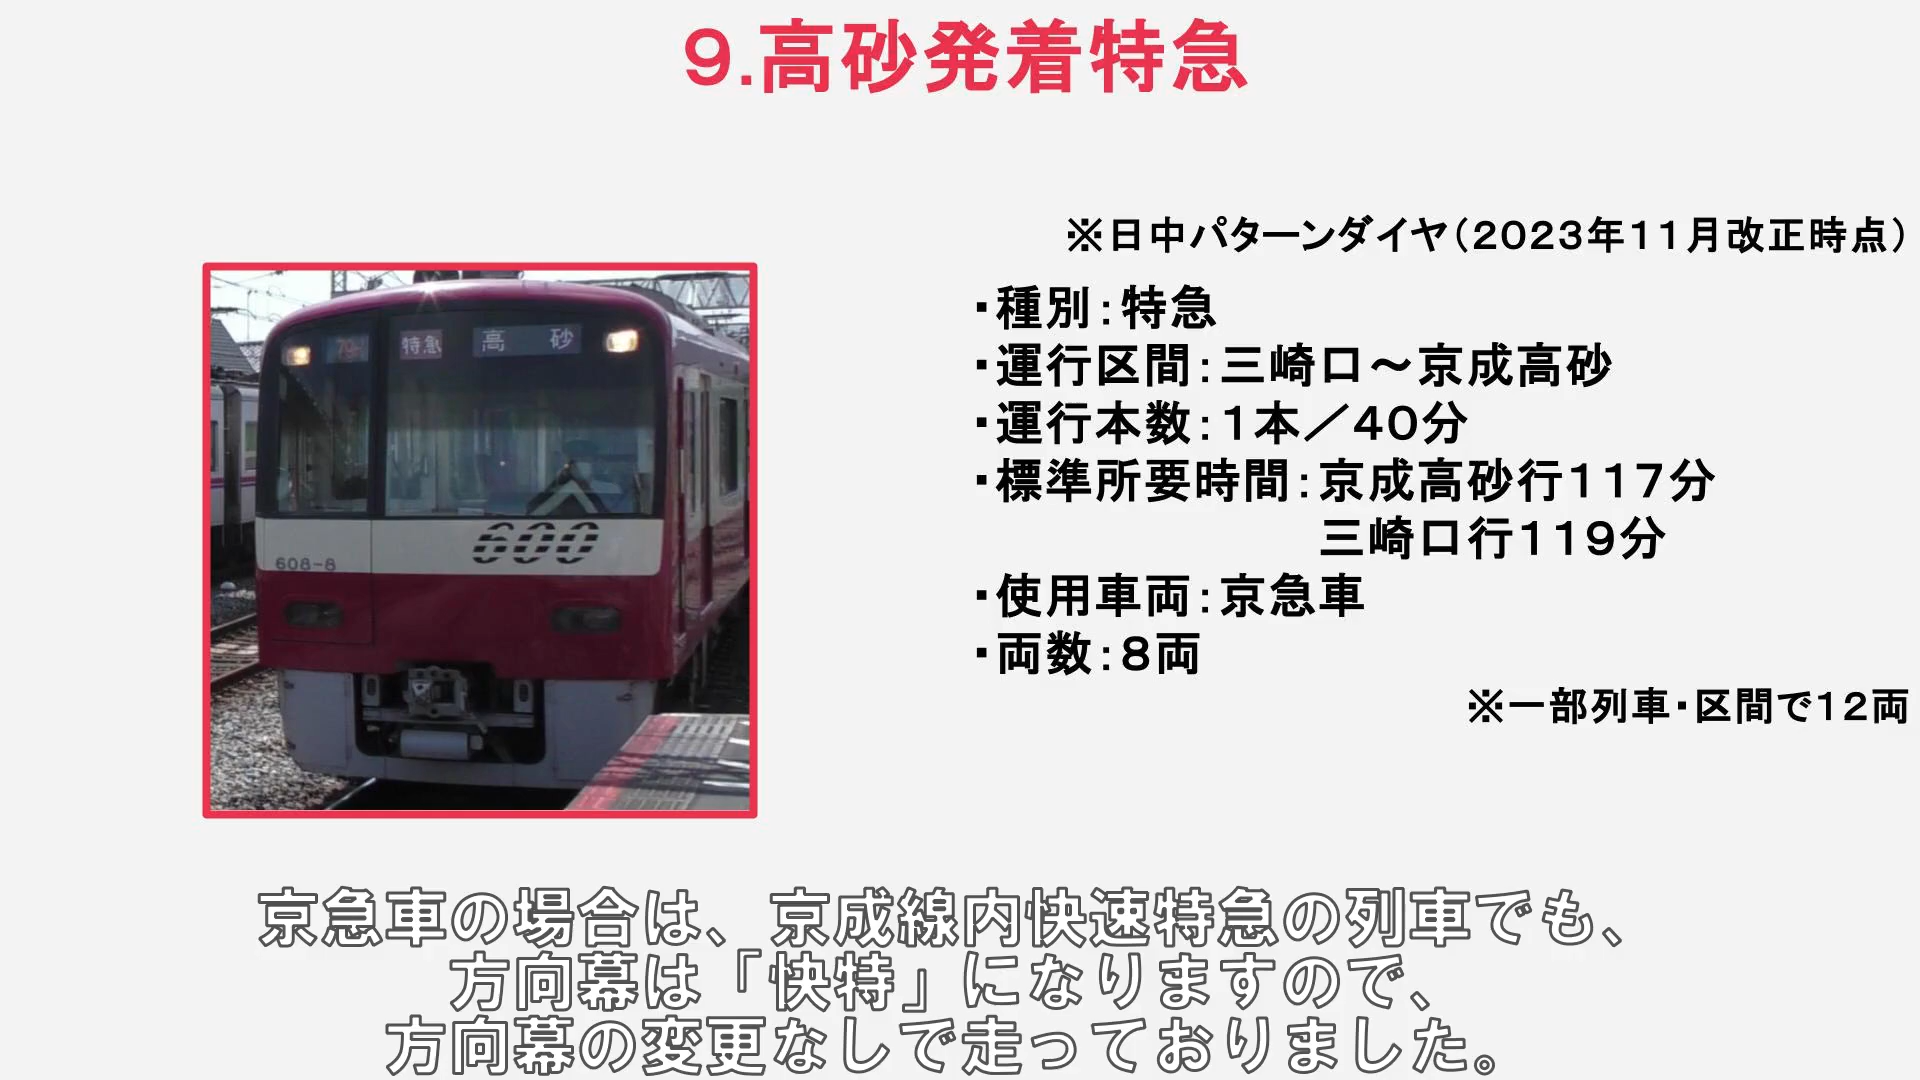 9.高砂発着特急
※日中パターンダイヤ（2023年11月改正時点）
・種別：特急
・運行区間：三崎口～京成高砂
・運行本数：1本／40分
・標準所要時間：京成高砂行117分
三崎口行119分
・使用車両：京急車
・両数：8両
※一部列車・区間で12両
特急 高砂
600
608-8
京急車の場合は、京成線内快速特急の列車でも、
方向幕は「快特」になりますので、
方向幕の変更なしで走っておりました。